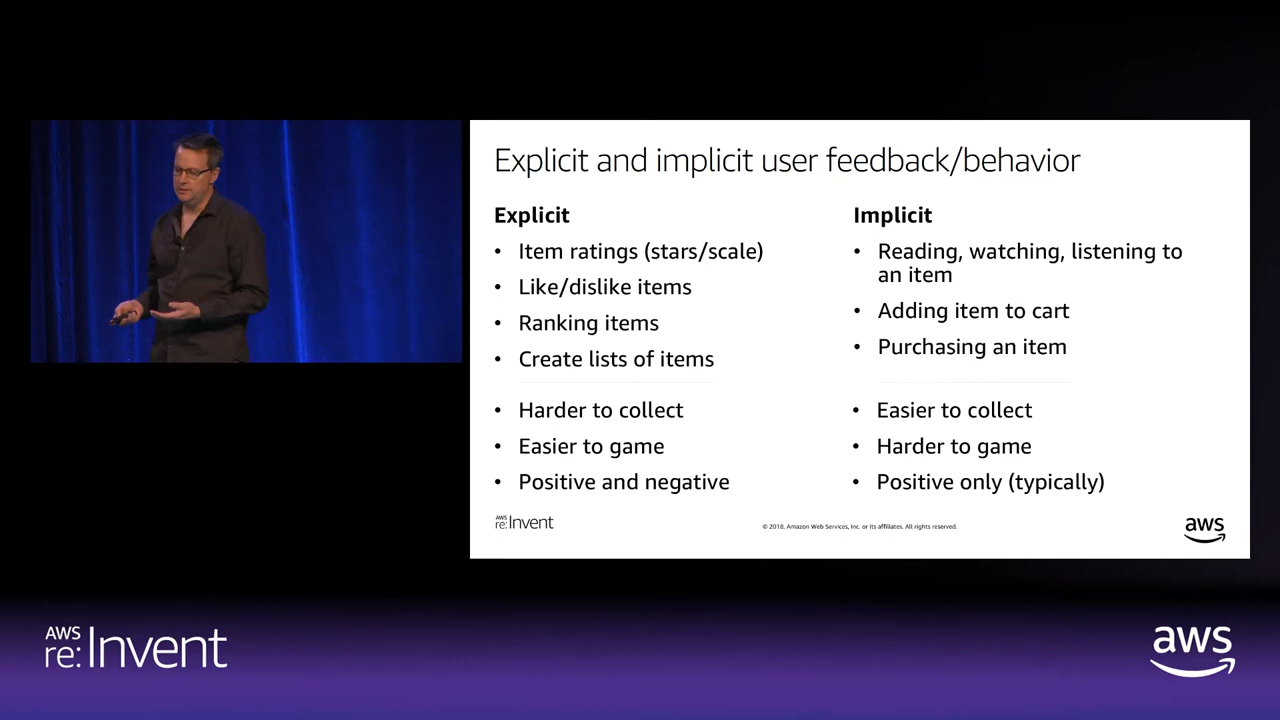 Explicit and implicit user feedback/behavior
Explicit
• Item ratings (stars/scale)
• Like/dislike items
• Ranking items
• Create lists of items
• Harder to collect
• Easier to game
• Positive and negative
Implicit
• Reading, watching, listening to
an item
• Adding item to cart
• Purchasing an item
• Easier to collect
• Harder to game
• Positive only (typically)
AWS
re:Invent
© 2018, Amazon Web Services, Inc. or its affiliates. All rights reserved.
aws
AWS
re:Invent
aws